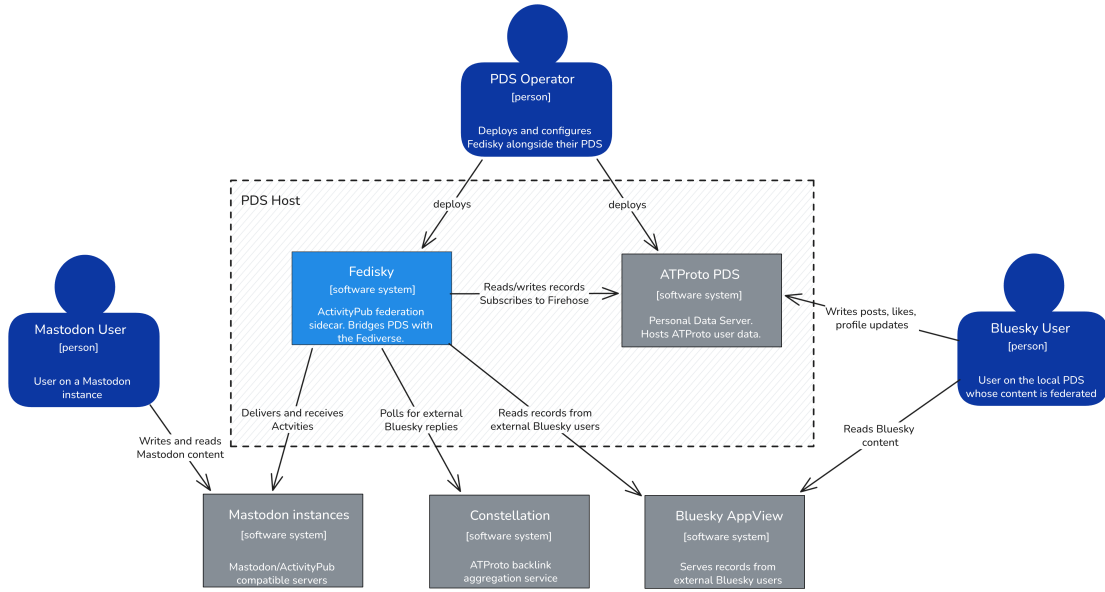 PDS Operator
[person]
Deploys and configures
Fedisky alongside their PDS
PDS Host
deploys
deploys
Fedisky
[software system]
ActivityPub federation
sidecar. Bridges PDS with
the Fediverse.
Reads/writes records
Subscribes to Firehose
ATProto PDS
[software system]
Personal Data Server.
Hosts ATProto user data.
Mastodon User
[person]
User on a Mastodon
instance
Writes posts, likes,
profile updates
Bluesky User
[person]
User on the local PDS
whose content is federated
Writes and reads
Mastodon content
Delivers and receives
Actvities
Polls for external
Bluesky replies
Reads records from
external Bluesky users
Reads Bluesky
content
Mastodon instances
[software system]
Mastodon/ActivityPub
compatible servers
Constellation
[software system]
ATProto backlink
aggregation service
Bluesky AppView
[software system]
Serves records from
external Bluesky users